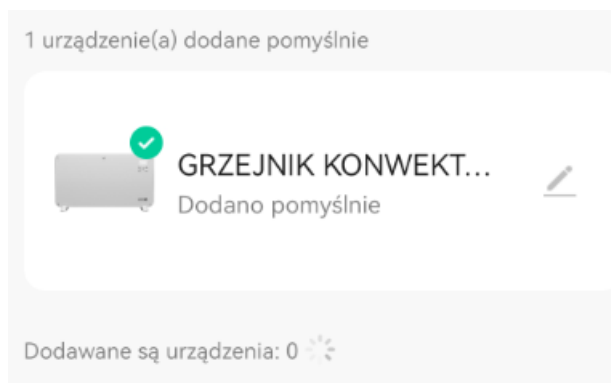 1 urządzenie(a) dodane pomyślnie
GRZEJNIK KONWEKT...
Dodano pomyślnie
Dodawane są urządzenia: 0